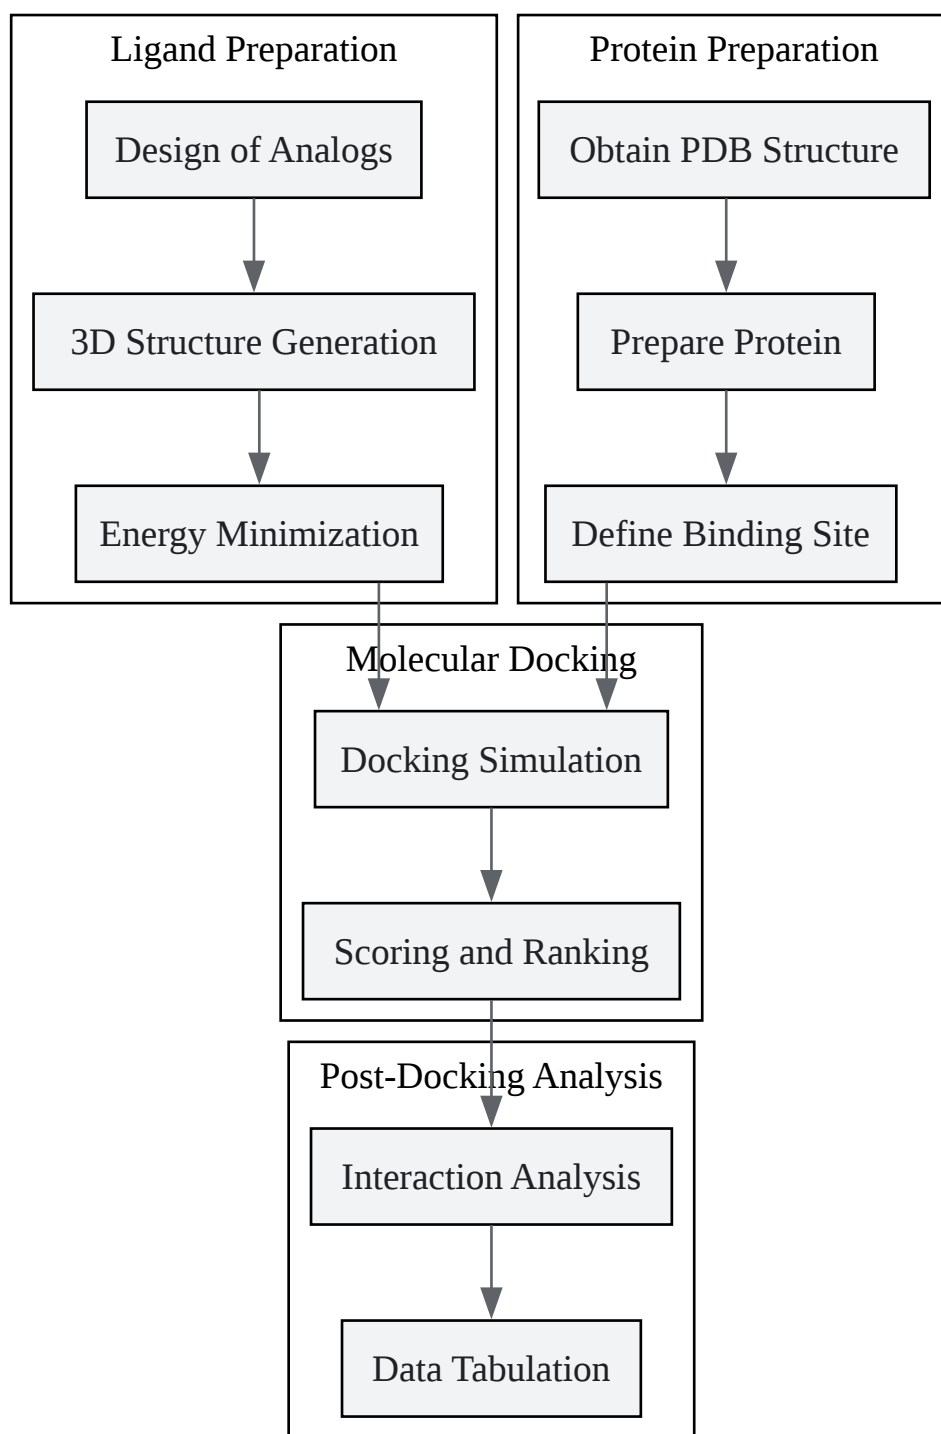 Ligand Preparation
Design of Analogs
3D Structure Generation
Energy Minimization
Protein Preparation
Obtain PDB Structure
Prepare Protein
Define Binding Site
Molecular Docking
Docking Simulation
Scoring and Ranking
Post-Docking Analysis
Interaction Analysis
Data Tabulation